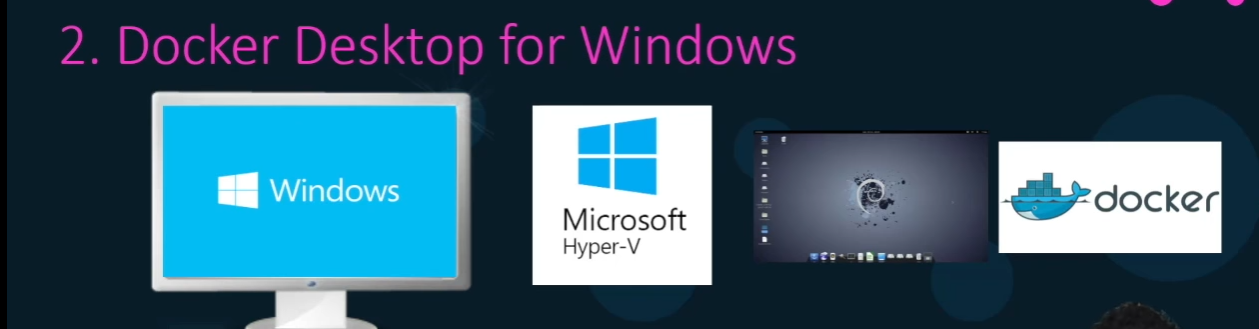 2. Docker Desktop for Windows
Windows
Microsoft
Hyper-V
docker